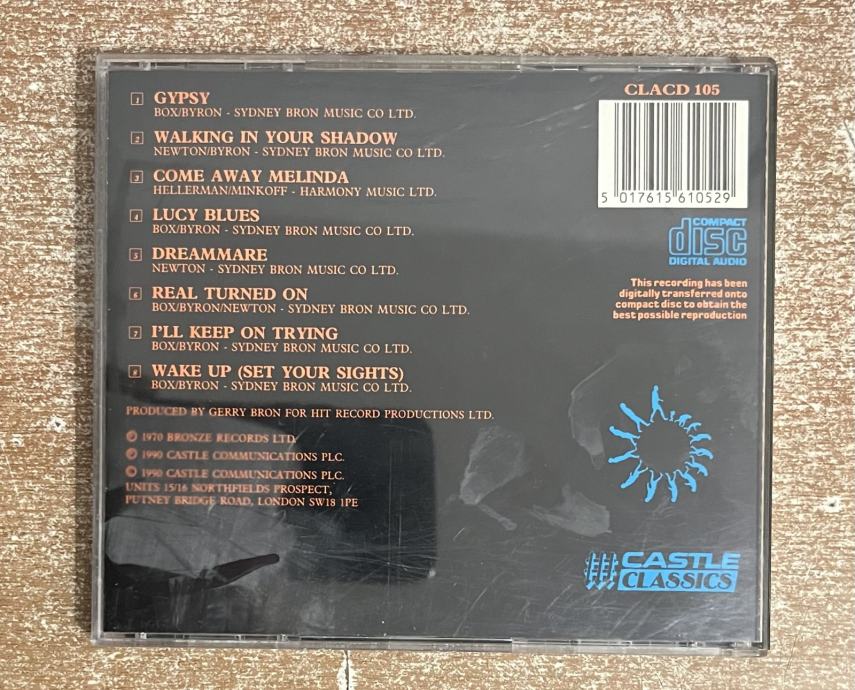 1 GYPSY
BOX/BYRON - SYDNEY BRON MUSIC CO LTD.
2 WALKING IN YOUR SHADOW
NEWTON/BYRON - SYDNEY BRON MUSIC CO LTD.
3 COME AWAY MELINDA
HELLERMAN/MINKOFF - HARMONY MUSIC LTD.
4 LUCY BLUES
BOX/BYRON - SYDNEY BRON MUSIC CO LTD.
5 DREAMMARE
NEWTON - SYDNEY BRON MUSIC CO LTD.
6 REAL TURNED ON
BOX/BYRON/NEWTON - SYDNEY BRON MUSIC CO LTD.
7 I'LL KEEP ON TRYING
BOX/BYRON - SYDNEY BRON MUSIC CO LTD.
8 WAKE UP (SET YOUR SIGHTS)
BOX/BYRON - SYDNEY BRON MUSIC CO LTD.
PRODUCED BY GERRY BRON FOR HIT RECORD PRODUCTIONS LTD.
℗ 1970 BRONZE RECORDS LTD.
℗ 1990 CASTLE COMMUNICATIONS PLC.
© 1990 CASTLE COMMUNICATIONS PLC.
UNITS 15/16 NORTHFIELDS PROSPECT,
PUTNEY BRIDGE ROAD, LONDON SW18 1PE
CLACD 105
5 017615 610529
COMPACT
disc
DIGITAL AUDIO
This recording has been
digitally transferred onto
compact disc to obtain the
best possible reproduction
CASTLE
CLASSICS